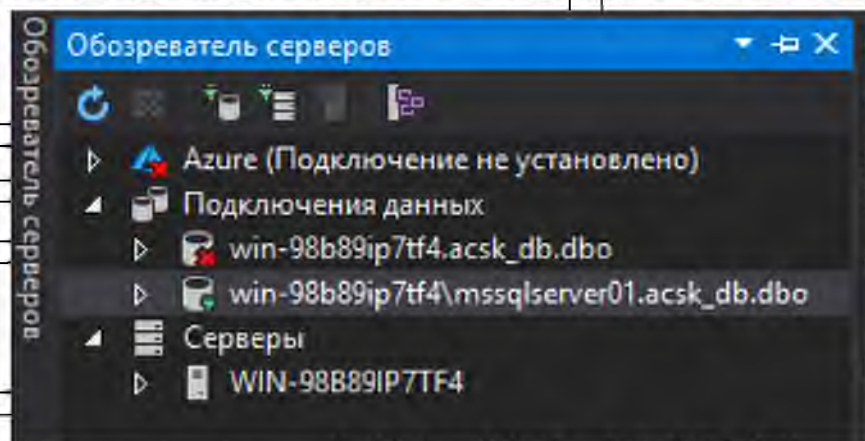 Обозреватель серверов
Обозреватель серверов
Azure (Подключение не установлено)
Подключения данных
win-98b89ip7tf4.acsk_db.dbo
win-98b89ip7tf4\mssqlserver01.acsk_db.dbo
Серверы
WIN-98B89IP7TF4